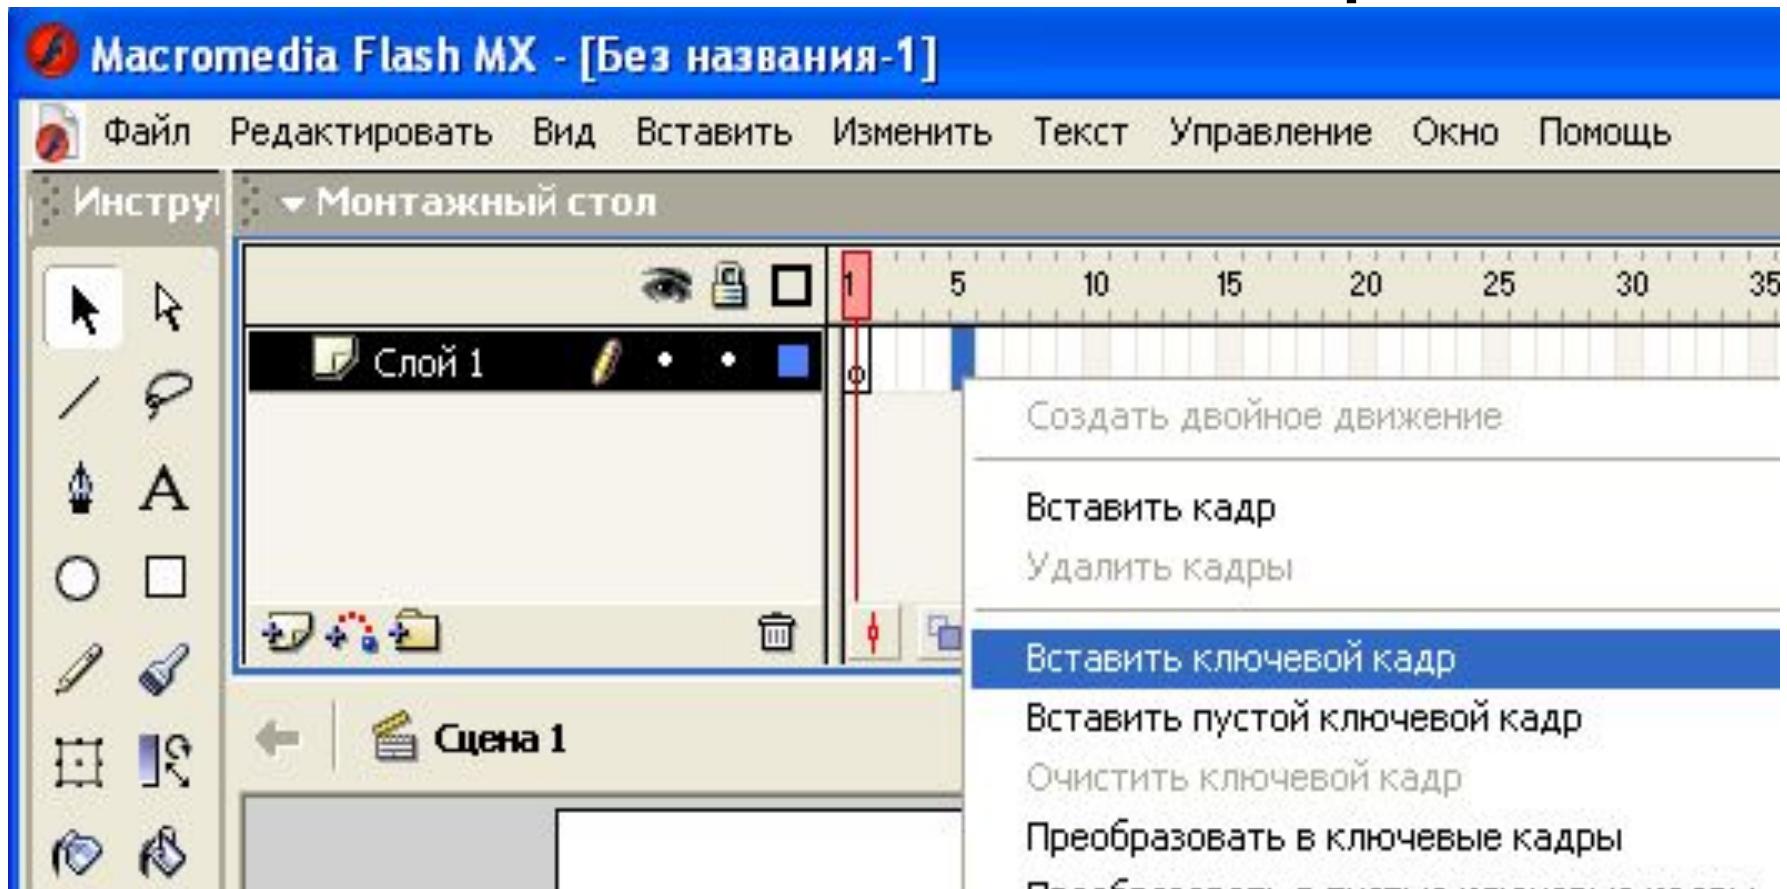 Macromedia Flash MX - [Без названия-1]
Файл Редактировать Вид Вставить Изменить Текст Управление Окно Помощь
Инстру Монтажный стол
1 5 10 15 20 25 30 35
Слой 1
Создать двойное движение
Вставить кадр
Удалить кадры
Вставить ключевой кадр
Вставить пустой ключевой кадр
Сцена 1
Очистить ключевой кадр
Преобразовать в ключевые кадры